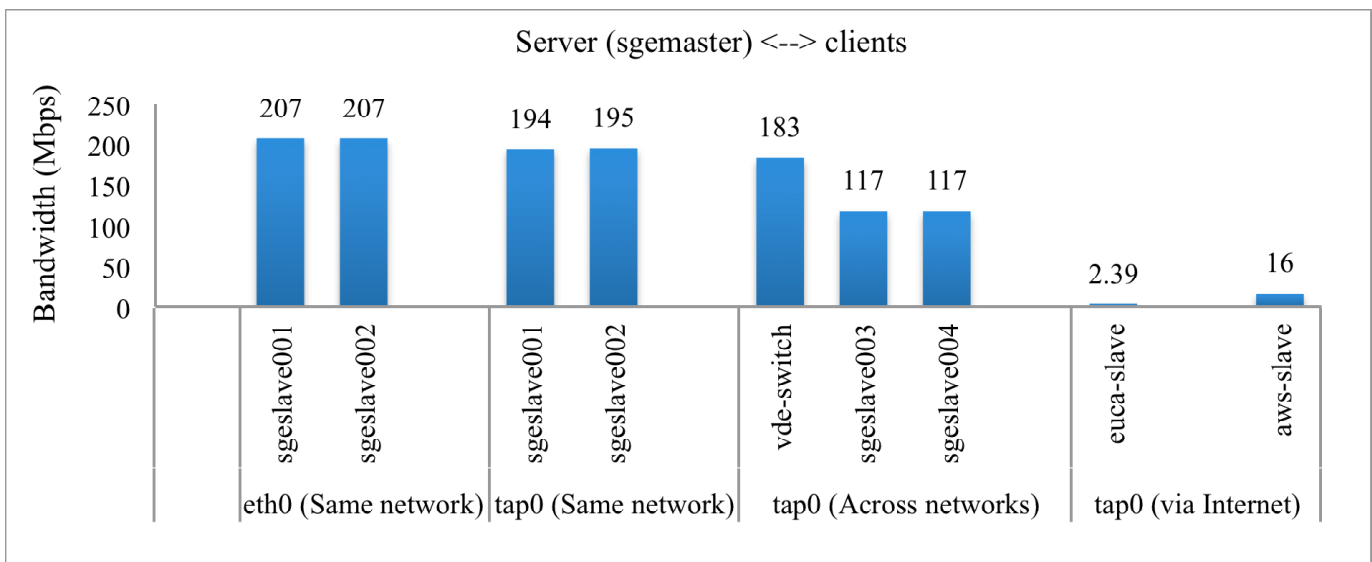 Server (sgemaster) <--> clients
Bandwidth (Mbps)
250
200
150
100
50
0
207
207
194
195
183
117
117
2.39
16
sgeslave001
sgeslave002
sgeslave001
sgeslave002
vde-switch
sgeslave003
sgeslave004
euca-slave
aws-slave
eth0 (Same network)
tap0 (Same network)
tap0 (Across networks)
tap0 (via Internet)